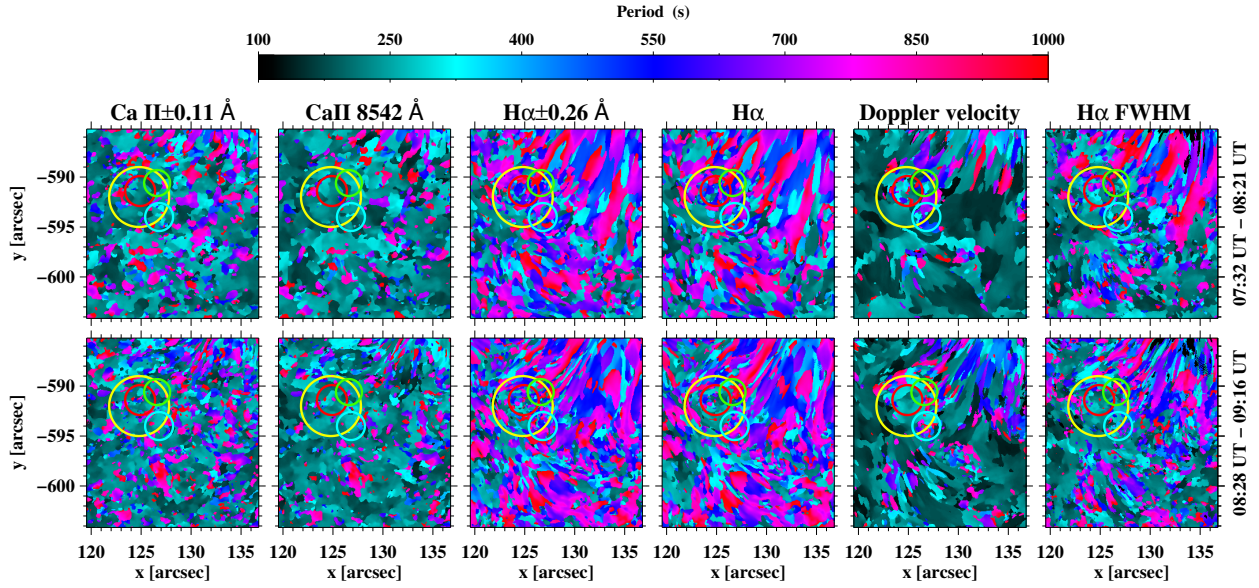 Period (s)
100 250 400 550 700 850 1000
Ca II±0.11 Å CaII 8542 Å Hα±0.26 Å Hα Doppler velocity Hα FWHM
y [arcsec]
−590
−595
−600
07:32 UT − 08:21 UT
y [arcsec]
−590
−595
−600
08:28 UT − 09:16 UT
120 125 130 135 120 125 130 135 120 125 130 135 120 125 130 135 120 125 130 135 120 125 130 135
x [arcsec] x [arcsec] x [arcsec] x [arcsec] x [arcsec] x [arcsec]